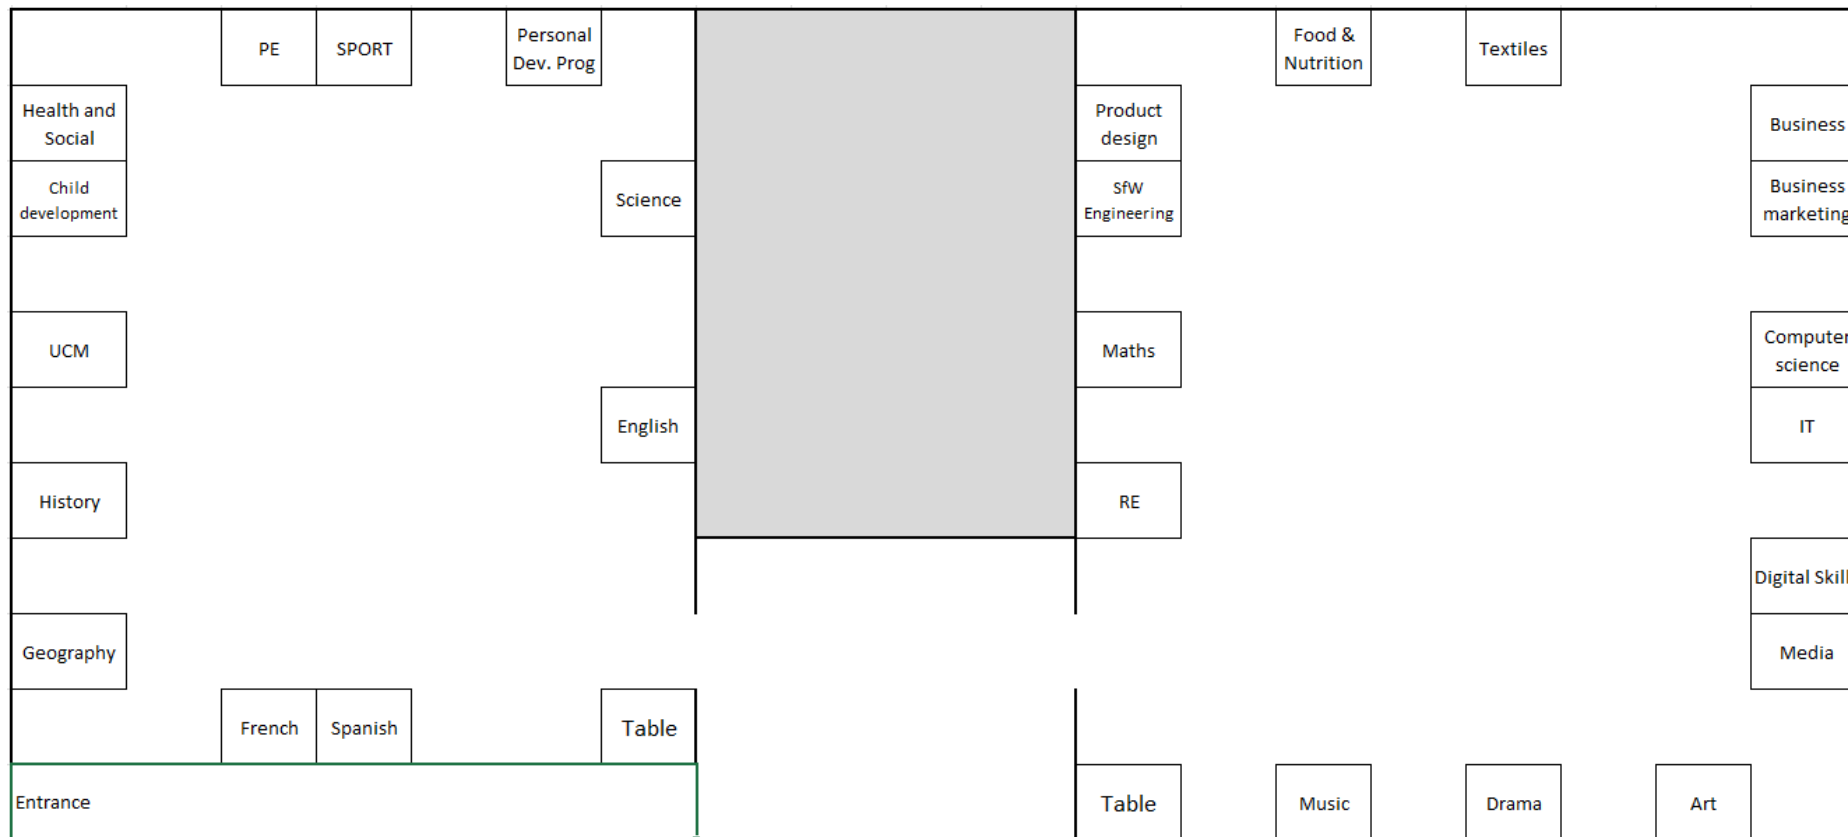 PE
SPORT
Personal
Dev. Prog
Food &
Nutrition
Textiles
Health and
Social
Product
design
Business
Child
development
Science
SfW
Engineering
Business
marketing
UCM
Maths
Computer
science
English
IT
History
RE
Digital Skill
Geography
Media
French
Spanish
Table
Entrance
Table
Music
Drama
Art